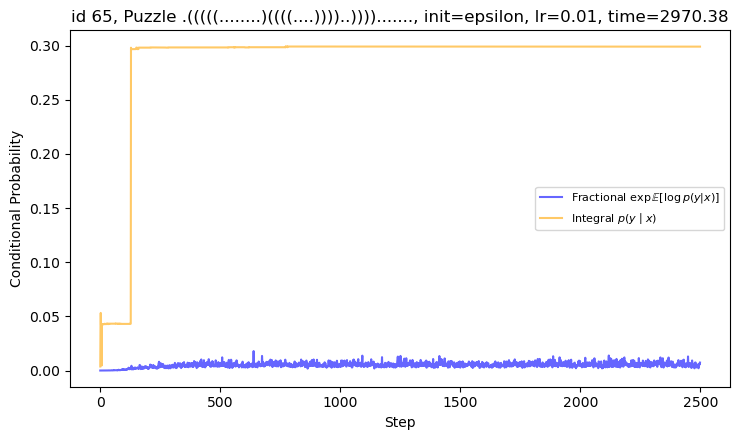 id 65, Puzzle .(((((........)((((....))))..))))......., init=epsilon, lr=0.01, time=2970.38
0.30
0.25
0.20
0.15
0.10
0.05
0.00
Conditional Probability
Fractional exp𝔼[log p(y|x)]
Integral p(y | x)
0 500 1000 1500 2000 2500
Step